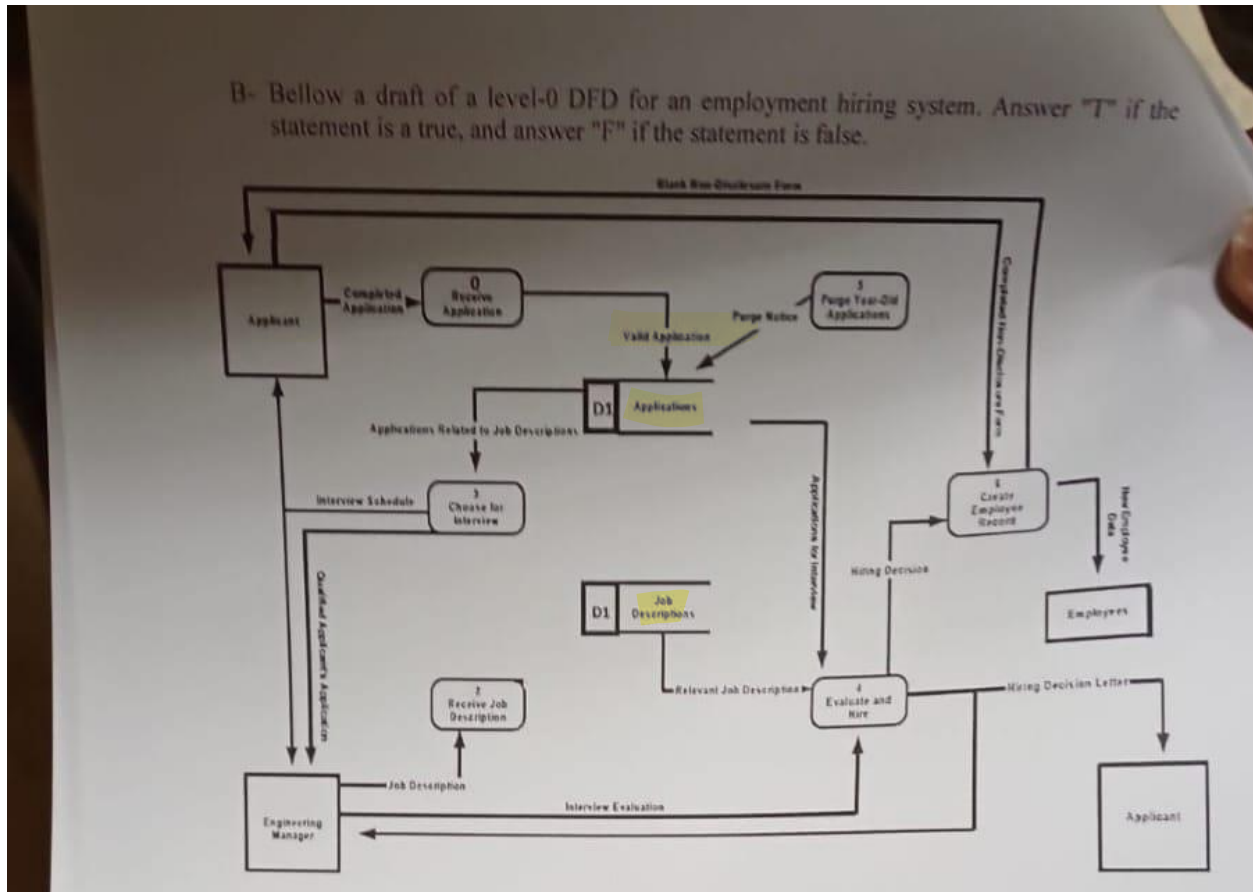 B- Bellow a draft of a level-0 DFD for an employment hiring system. Answer "T" if the
statement is a true, and answer "F" if the statement is false.
Blank Non-Disclosure Form
Applicant
Completed
Application
0
Receive
Application
5
Purge Year-Old
Applications
Purge Notice
Valid Application
Completed Non-Disclosure Form
D1
Applications
Applications Related to Job Descriptions
Interview Schedule
3
Choose for
Interview
Applications for Interview
6
Create
Employee
Record
New Employee
Data
Hiring Decision
Qualified Applicant's Application
D1
Job
Descriptions
Employees
2
Receive Job
Description
Relevant Job Description
4
Evaluate and
Hire
Hiring Decision Letter
Job Description
Interview Evaluation
Engineering
Manager
Applicant